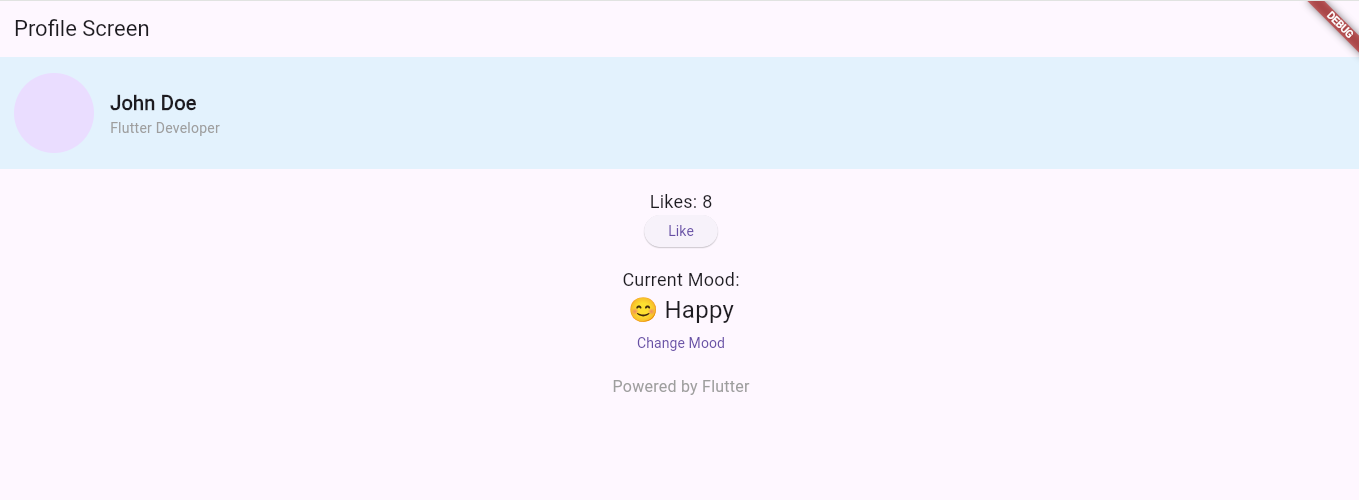 Profile Screen
DEBUG
John Doe
Flutter Developer
Likes: 8
Like
Current Mood:
😊 Happy
Change Mood
Powered by Flutter